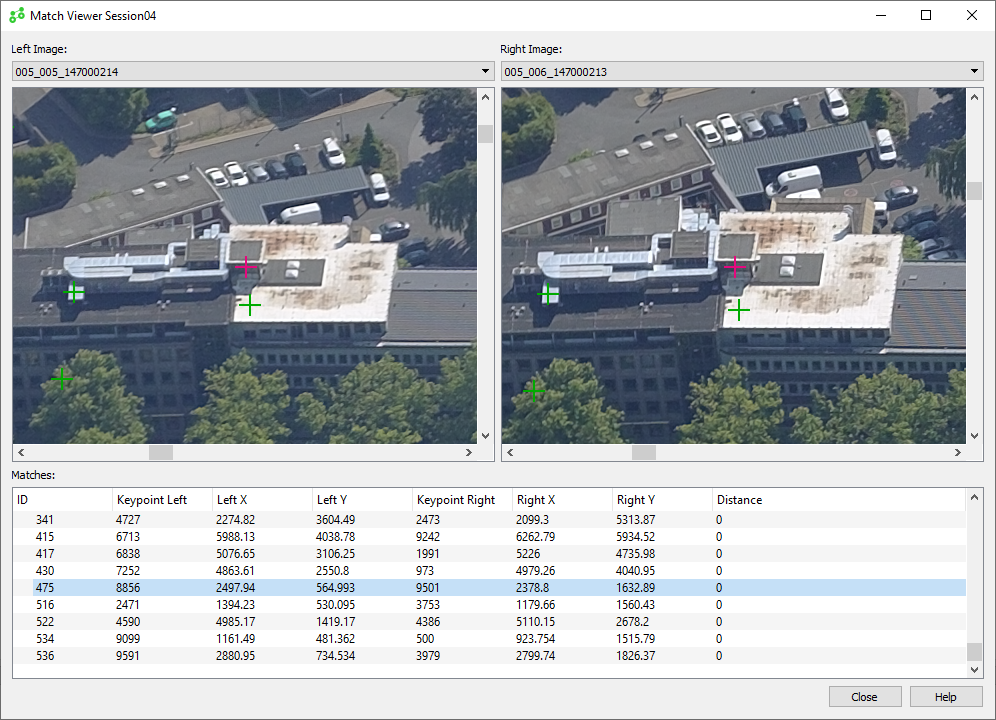 Match Viewer Session04
Left Image: Right Image:
005_005_147000214 005_006_147000213
Matches:
ID Keypoint Left Left X Left Y Keypoint Right Right X Right Y Distance
341 4727 2274.82 3604.49 2473 2099.3 5313.87 0
415 6713 5988.13 4038.78 9242 6262.79 5934.52 0
417 6838 5076.65 3106.25 1991 5226 4735.98 0
430 7252 4863.61 2550.8 973 4979.26 4040.95 0
475 8856 2497.94 564.993 9501 2378.8 1632.89 0
516 2471 1394.23 530.095 3753 1179.66 1560.43 0
522 4590 4985.17 1419.17 4386 5110.15 2678.2 0
534 9099 1161.49 481.362 500 923.754 1515.79 0
536 9591 2880.95 734.534 3979 2799.74 1826.37 0
Close Help